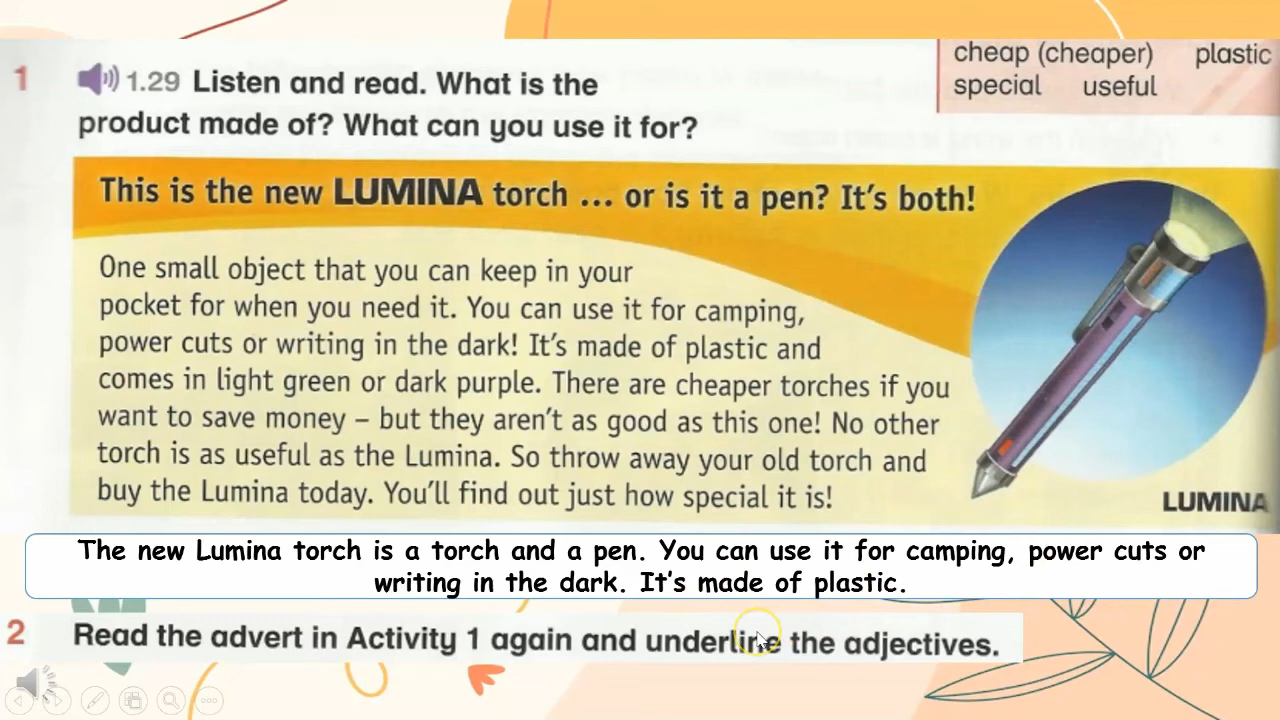 cheap (cheaper) plastic
special useful
1 1.29 Listen and read. What is the
product made of? What can you use it for?
This is the new LUMINA torch ... or is it a pen? It's both!
One small object that you can keep in your
pocket for when you need it. You can use it for camping,
power cuts or writing in the dark! It's made of plastic and
comes in light green or dark purple. There are cheaper torches if you
want to save money – but they aren't as good as this one! No other
torch is as useful as the Lumina. So throw away your old torch and
buy the Lumina today. You'll find out just how special it is!
LUMINA
The new Lumina torch is a torch and a pen. You can use it for camping, power cuts or
writing in the dark. It's made of plastic.
2 Read the advert in Activity 1 again and underline the adjectives.